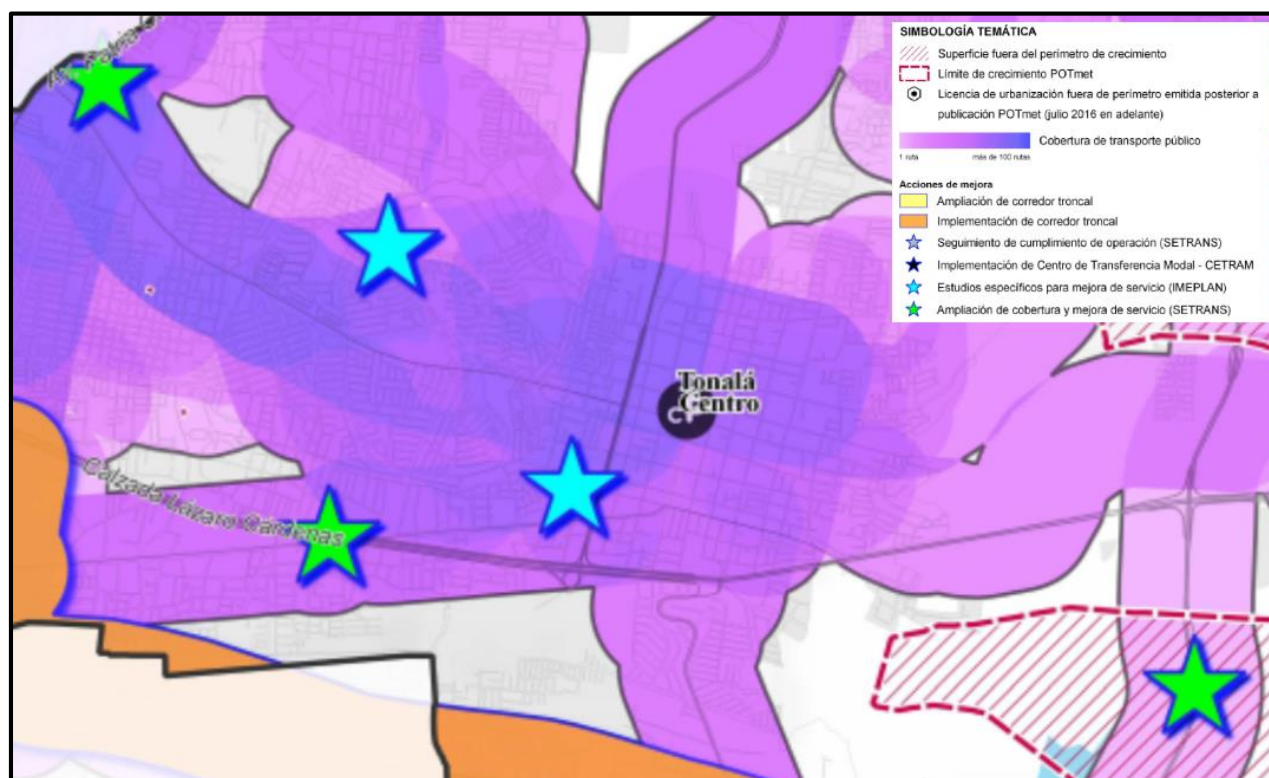 Av. Patria
SIMBOLOGÍA TEMÁTICA
Superficie fuera del perímetro de crecimiento
Límite de crecimiento POTmet
Licencia de urbanización fuera de perímetro emitida posterior a
publicación POTmet (julio 2016 en adelante)
Cobertura de transporte público
1 ruta
más de 100 rutas
Acciones de mejora
Ampliación de corredor troncal
Implementación de corredor troncal
Seguimiento de cumplimiento de operación (SETRANS)
Implementación de Centro de Transferencia Modal - CETRAM
Estudios específicos para mejora de servicio (IMEPLAN)
Ampliación de cobertura y mejora de servicio (SETRANS)
Tonalá
Centro
Calzada Lázaro Cárdenas